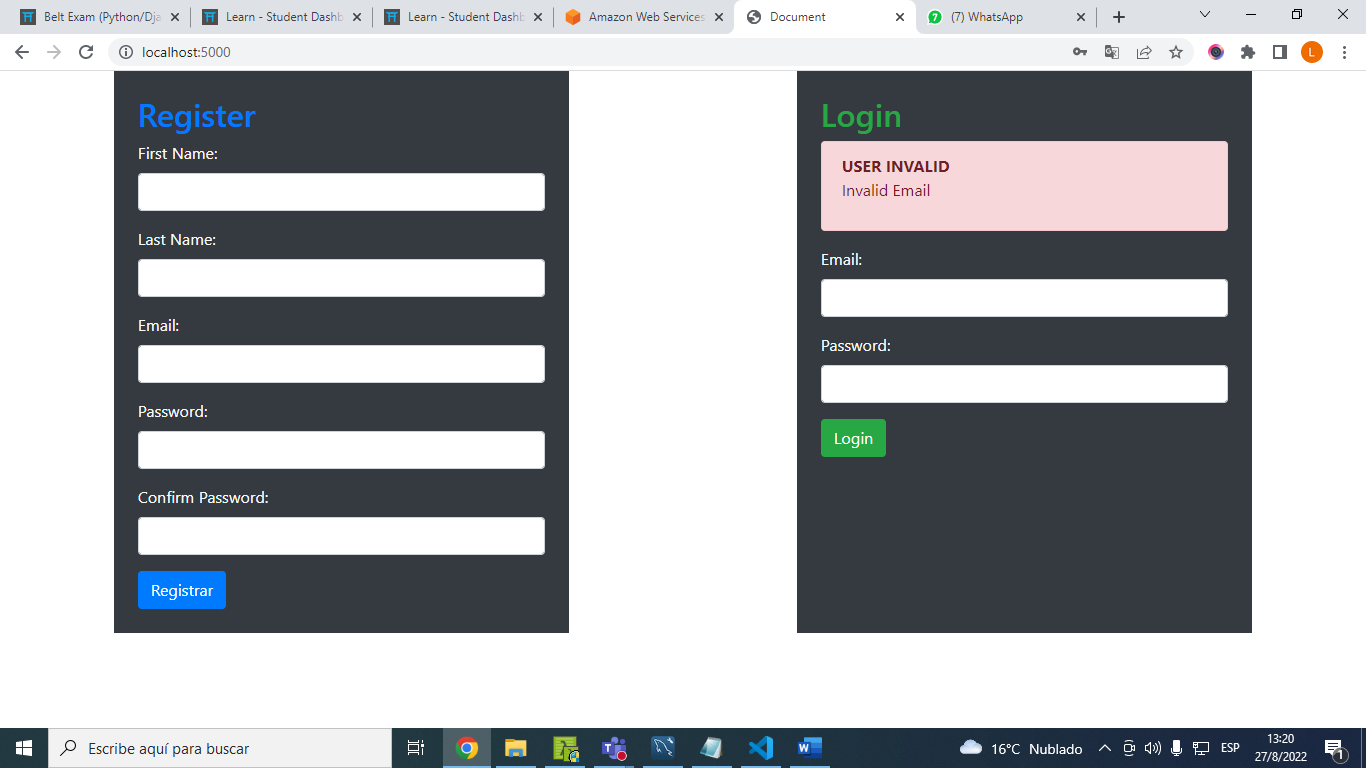 Belt Exam (Python/Dja
Learn - Student Dashb
Learn - Student Dashb
Amazon Web Services
Document
(7) WhatsApp
localhost:5000
L
Register
First Name:
Last Name:
Email:
Password:
Confirm Password:
Registrar
Login
USER INVALID
Invalid Email
Email:
Password:
Login
Escribe aquí para buscar
16°C Nublado
ESP
13:20
27/8/2022
1